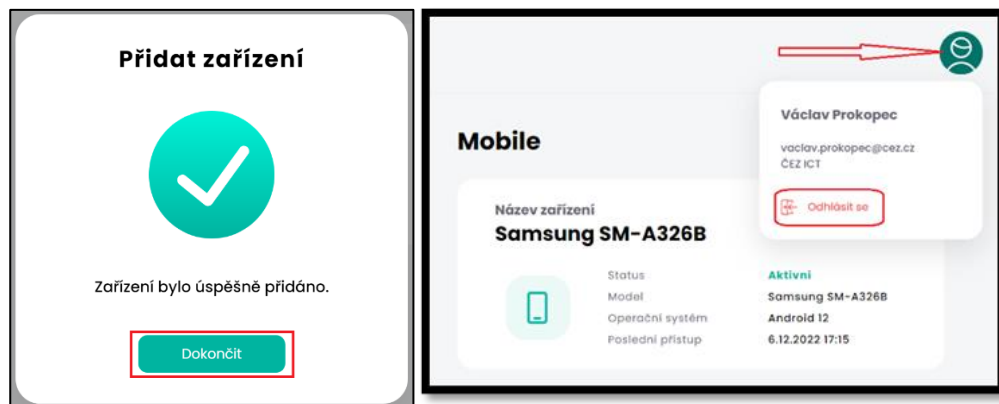 Přidat zařízení
Zařízení bylo úspěšně přidáno.
Dokončit
Václav Prokopec
vaclav.prokopec@cez.cz
ČEZ ICT
Odhlásit se
Mobile
Název zařízení
Samsung SM-A326B
Status Aktivní
Model Samsung SM-A326B
Operační systém Android 12
Poslední přístup 6.12.2022 17:15